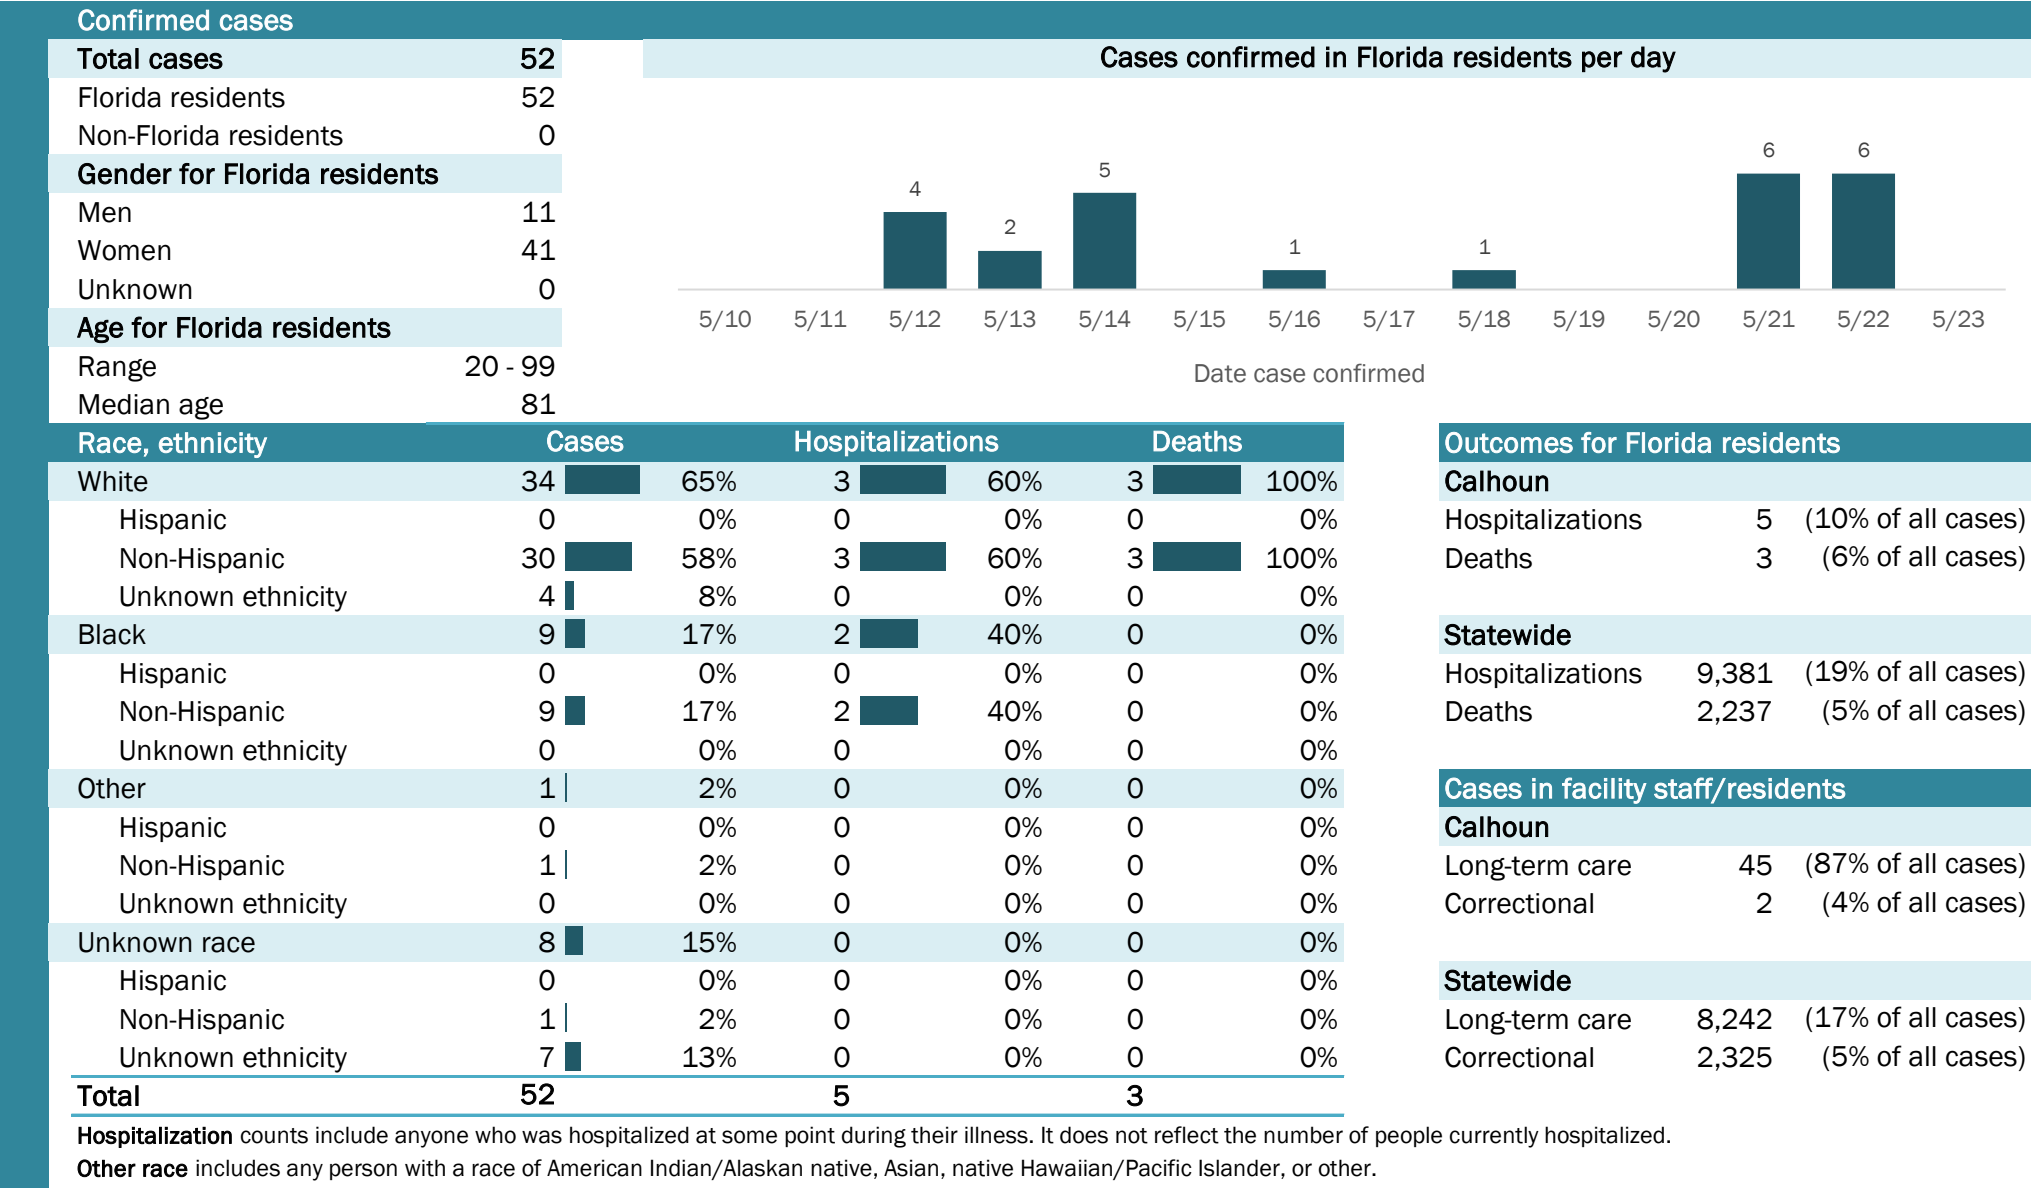 Confirmed cases
Total cases 52
Florida residents 52
Non-Florida residents 0
Gender for Florida residents
Men 11
Women 41
Unknown 0
Age for Florida residents
Range 20 - 99
Median age 81
Cases confirmed in Florida residents per day
4 2 5 1 1 6 6
5/10 5/11 5/12 5/13 5/14 5/15 5/16 5/17 5/18 5/19 5/20 5/21 5/22 5/23
Date case confirmed
Race, ethnicity Cases Hospitalizations Deaths
White 34 65% 3 60% 3 100%
Hispanic 0 0% 0 0% 0 0%
Non-Hispanic 30 58% 3 60% 3 100%
Unknown ethnicity 4 8% 0 0% 0 0%
Black 9 17% 2 40% 0 0%
Hispanic 0 0% 0 0% 0 0%
Non-Hispanic 9 17% 2 40% 0 0%
Unknown ethnicity 0 0% 0 0% 0 0%
Other 1 2% 0 0% 0 0%
Hispanic 0 0% 0 0% 0 0%
Non-Hispanic 1 2% 0 0% 0 0%
Unknown ethnicity 0 0% 0 0% 0 0%
Unknown race 8 15% 0 0% 0 0%
Hispanic 0 0% 0 0% 0 0%
Non-Hispanic 1 2% 0 0% 0 0%
Unknown ethnicity 7 13% 0 0% 0 0%
Total 52 5 3
Outcomes for Florida residents
Calhoun
Hospitalizations 5 (10% of all cases)
Deaths 3 (6% of all cases)
Statewide
Hospitalizations 9,381 (19% of all cases)
Deaths 2,237 (5% of all cases)
Cases in facility staff/residents
Calhoun
Long-term care 45 (87% of all cases)
Correctional 2 (4% of all cases)
Statewide
Long-term care 8,242 (17% of all cases)
Correctional 2,325 (5% of all cases)
Hospitalization counts include anyone who was hospitalized at some point during their illness. It does not reflect the number of people currently hospitalized.
Other race includes any person with a race of American Indian/Alaskan native, Asian, native Hawaiian/Pacific Islander, or other.